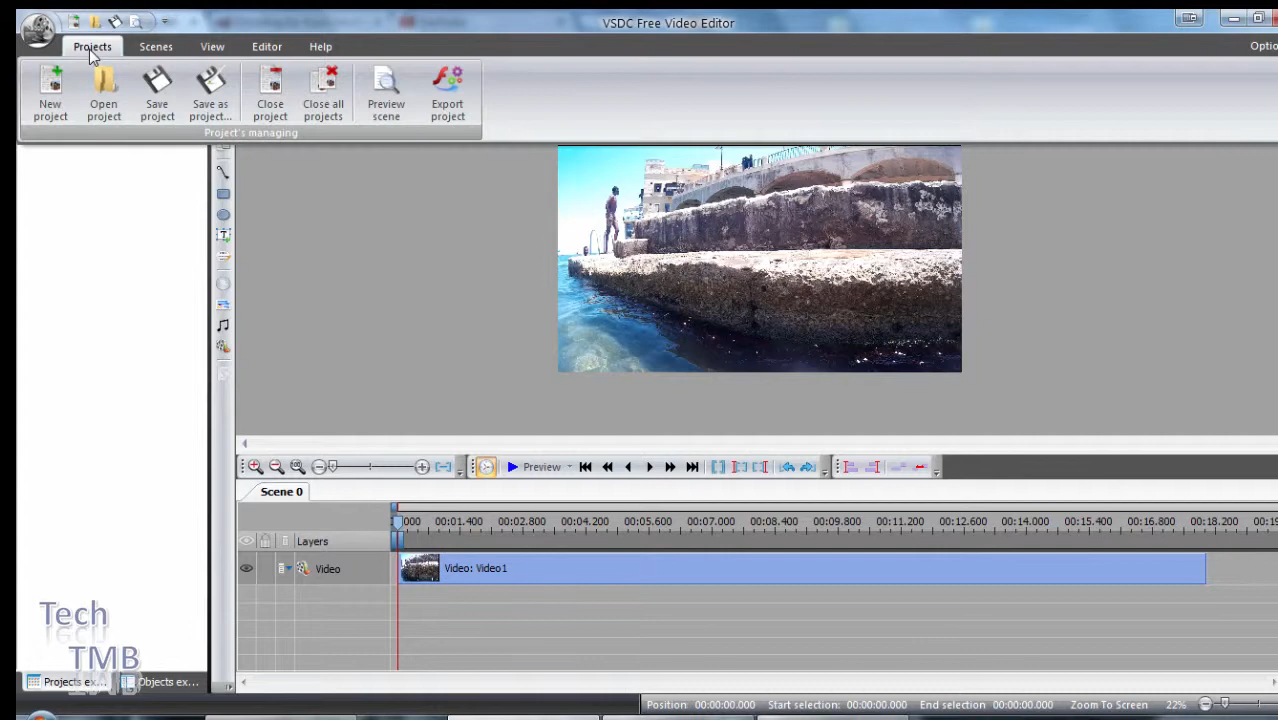 VSDC Free Video Editor
Projects Scenes View Editor Help
Optio
New project
Open project
Save project
Save as project...
Close project
Close all projects
Preview scene
Export project
Project's managing
Preview
Scene 0
000 00:01.400 00:02.800 00:04.200 00:05.600 00:07.000 00:08.400 00:09.800 00:11.200 00:12.600 00:14.000 00:15.400 00:16.800 00:18.200 00:19
Layers
Video
Video: Video1
Tech
TMB
Projects ex... Objects ex...
Position: 00:00:00.000 Start selection: 00:00:00.000 End selection: 00:00:00.000 Zoom To Screen 22%